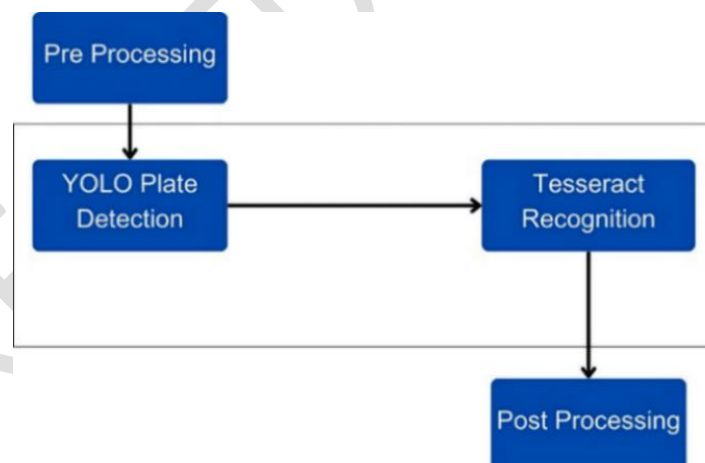 Pre Processing
YOLO Plate
Detection
Tesseract
Recognition
Post Processing